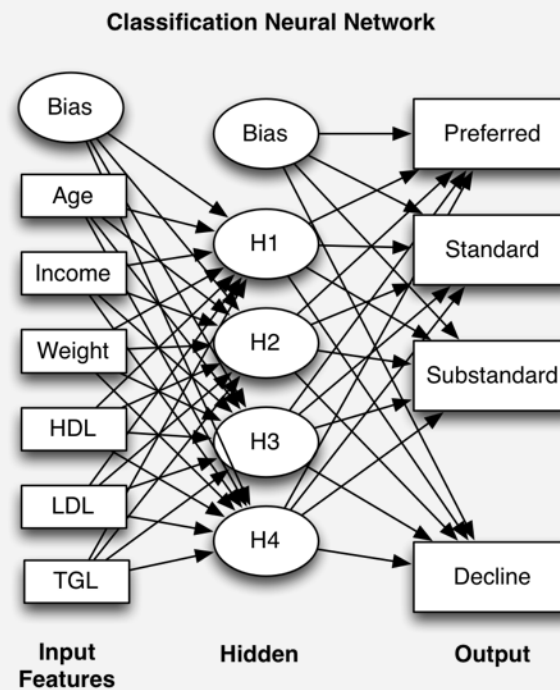 Classification Neural Network
Bias
Age
Income
Weight
HDL
LDL
TGL
Input
Features
Bias
H1
H2
H3
H4
Hidden
Preferred
Standard
Substandard
Decline
Output